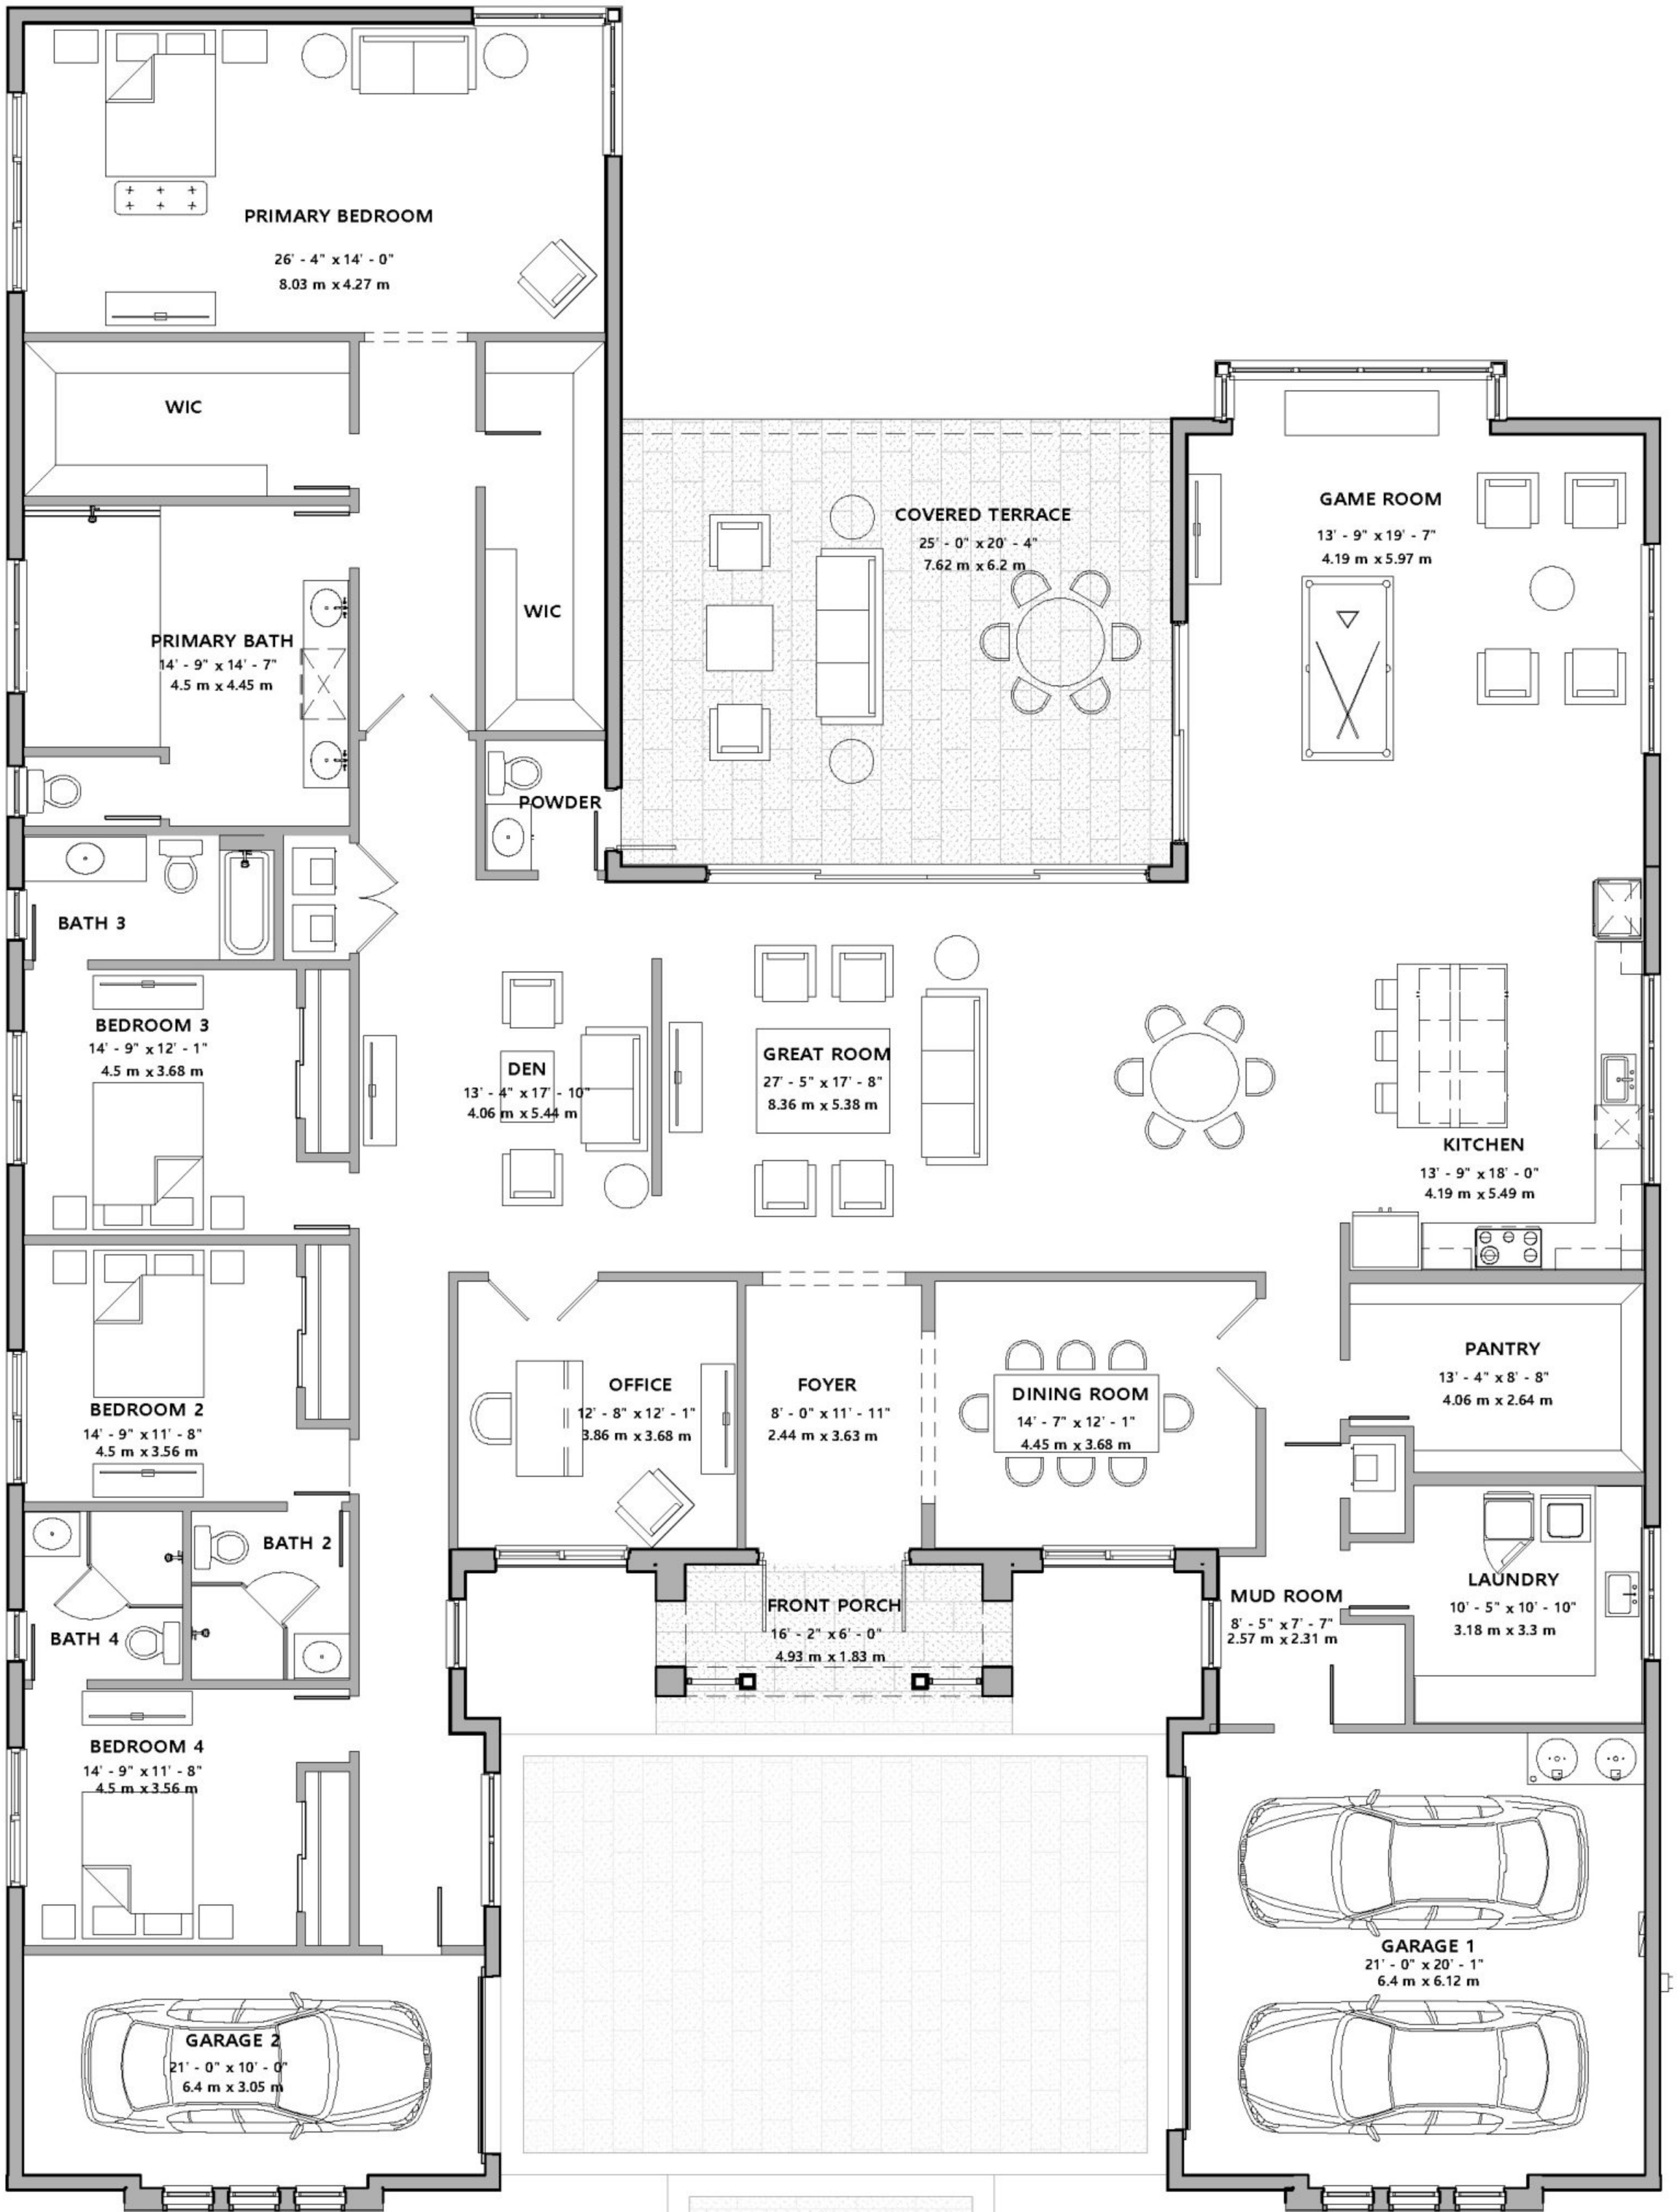 PRIMARY BEDROOM
26' - 4" x 14' - 0"
8.03 m x 4.27 m
WIC
GAME ROOM
13' - 9" x 19' - 7"
4.19 m x 5.97 m
COVERED TERRACE
25' - 0" x 20' - 4"
7.62 m x 6.2 m
WIC
PRIMARY BATH
14' - 9" x 14' - 7"
4.5 m x 4.45 m
POWDER
BATH 3
BEDROOM 3
14' - 9" x 12' - 1"
4.5 m x 3.68 m
DEN
13' - 4" x 17' - 10"
4.06 m x 5.44 m
GREAT ROOM
27' - 5" x 17' - 8"
8.36 m x 5.38 m
KITCHEN
13' - 9" x 18' - 0"
4.19 m x 5.49 m
PANTRY
13' - 4" x 8' - 8"
4.06 m x 2.64 m
BEDROOM 2
14' - 9" x 11' - 8"
4.5 m x 3.56 m
OFFICE
12' - 8" x 12' - 1"
3.86 m x 3.68 m
FOYER
8' - 0" x 11' - 11"
2.44 m x 3.63 m
DINING ROOM
14' - 7" x 12' - 1"
4.45 m x 3.68 m
BATH 2
BATH 4
FRONT PORCH
16' - 2" x 6' - 0"
4.93 m x 1.83 m
MUD ROOM
8' - 5" x 7' - 7"
2.57 m x 2.31 m
LAUNDRY
10' - 5" x 10' - 10"
3.18 m x 3.3 m
BEDROOM 4
14' - 9" x 11' - 8"
4.5 m x 3.56 m
GARAGE 1
21' - 0" x 20' - 1"
6.4 m x 6.12 m
GARAGE 2
21' - 0" x 10' - 0"
6.4 m x 3.05 m